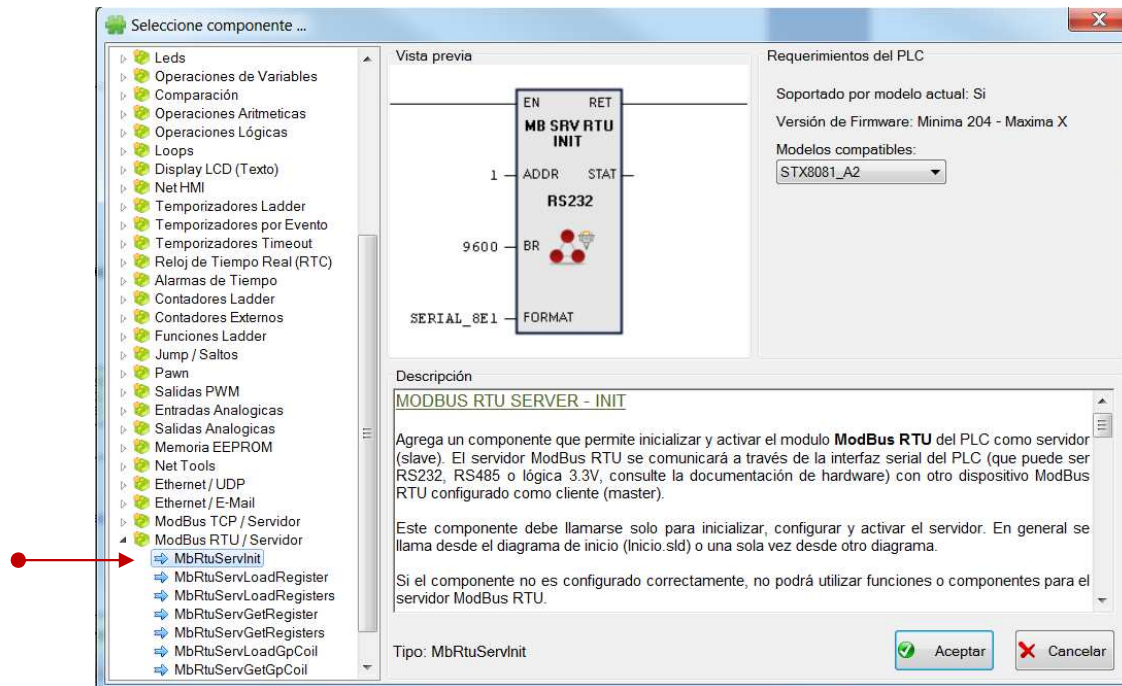 Seleccione componente ...
Leds
Operaciones de Variables
Comparación
Operaciones Aritmeticas
Operaciones Lógicas
Loops
Display LCD (Texto)
Net HMI
Temporizadores Ladder
Temporizadores por Evento
Temporizadores Timeout
Reloj de Tiempo Real (RTC)
Alarmas de Tiempo
Contadores Ladder
Contadores Externos
Funciones Ladder
Jump / Saltos
Pawn
Salidas PWM
Entradas Analogicas
Salidas Analogicas
Memoria EEPROM
Net Tools
Ethernet / UDP
Ethernet / E-Mail
ModBus TCP / Servidor
ModBus RTU / Servidor
MbRtuServInit
MbRtuServLoadRegister
MbRtuServLoadRegisters
MbRtuServGetRegister
MbRtuServGetRegisters
MbRtuServLoadGpCoil
MbRtuServGetGpCoil
Vista previa
EN RET
MB SRV RTU
INIT
1 ADDR STAT
RS232
9600 BR
SERIAL_8E1 FORMAT
Requerimientos del PLC
Soportado por modelo actual: Si
Versión de Firmware: Minima 204 - Maxima X
Modelos compatibles:
STX8081_A2
Descripción
MODBUS RTU SERVER - INIT
Agrega un componente que permite inicializar y activar el modulo ModBus RTU del PLC como servidor
(slave). El servidor ModBus RTU se comunicará a través de la interfaz serial del PLC (que puede ser
RS232, RS485 o lógica 3.3V, consulte la documentación de hardware) con otro dispositivo ModBus
RTU configurado como cliente (master).
Este componente debe llamarse solo para inicializar, configurar y activar el servidor. En general se
llama desde el diagrama de inicio (Inicio.sld) o una sola vez desde otro diagrama.
Si el componente no es configurado correctamente, no podrá utilizar funciones o componentes para el
servidor ModBus RTU.
Tipo: MbRtuServInit
Aceptar
Cancelar